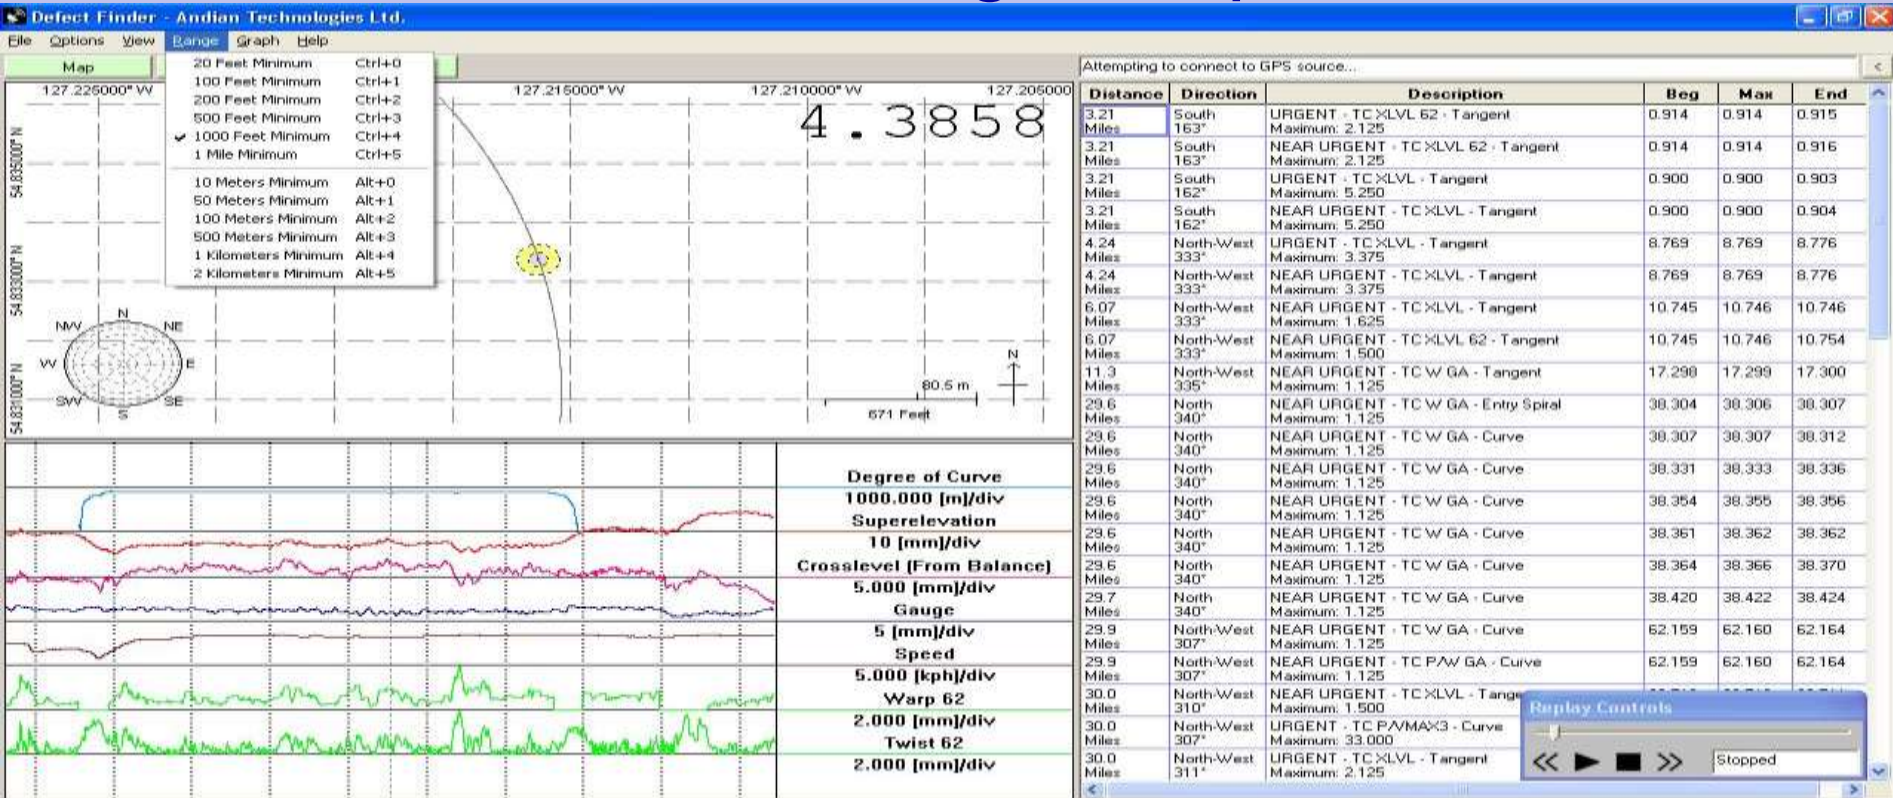 Defect Finder - Andian Technologies Ltd.
File Options View Range Graph Help
Map
20 Feet Minimum Ctrl+0
100 Feet Minimum Ctrl+1
200 Feet Minimum Ctrl+2
500 Feet Minimum Ctrl+3
1000 Feet Minimum Ctrl+4
1 Mile Minimum Ctrl+5
10 Meters Minimum Alt+0
50 Meters Minimum Alt+1
100 Meters Minimum Alt+2
500 Meters Minimum Alt+3
1 Kilometers Minimum Alt+4
2 Kilometers Minimum Alt+5
127.225000° W 127.215000° W 127.210000° W 127.205000
4.3858
54.835000° N
54.833000° N
54.831000° N
N
NW NE
W E
SW SE
S
N
80.5 m
671 Feet
Degree of Curve
1000.000 [m]/div
Superelevation
10 [mm]/div
Crosslevel (From Balance)
5.000 [mm]/div
Gauge
5 [mm]/div
Speed
5.000 [kph]/div
Warp 62
2.000 [mm]/div
Twist 62
2.000 [mm]/div
Attempting to connect to GPS source... <
Distance Direction Description Beg Max End
3.21 South URGENT - TC XLVL 62 - Tangent 0.914 0.914 0.915
Miles 163° Maximum: 2.125
3.21 South NEAR URGENT - TC XLVL 62 - Tangent 0.914 0.914 0.916
Miles 163° Maximum: 2.125
3.21 South URGENT - TC XLVL - Tangent 0.900 0.900 0.903
Miles 162° Maximum: 5.250
3.21 South NEAR URGENT - TC XLVL - Tangent 0.900 0.900 0.904
Miles 162° Maximum: 5.250
4.24 North-West URGENT - TC XLVL - Tangent 8.769 8.769 8.776
Miles 333° Maximum: 3.375
4.24 North-West NEAR URGENT - TC XLVL - Tangent 8.769 8.769 8.776
Miles 333° Maximum: 3.375
6.07 North-West NEAR URGENT - TC XLVL - Tangent 10.745 10.746 10.746
Miles 333° Maximum: 1.625
6.07 North-West NEAR URGENT - TC XLVL 62 - Tangent 10.745 10.746 10.754
Miles 333° Maximum: 1.500
11.3 North-West NEAR URGENT - TC W GA - Tangent 17.298 17.299 17.300
Miles 335° Maximum: 1.125
29.6 North NEAR URGENT - TC W GA - Entry Spiral 38.304 38.306 38.307
Miles 340° Maximum: 1.125
29.6 North NEAR URGENT - TC W GA - Curve 38.307 38.307 38.312
Miles 340° Maximum: 1.125
29.6 North NEAR URGENT - TC W GA - Curve 38.331 38.333 38.336
Miles 340° Maximum: 1.125
29.6 North NEAR URGENT - TC W GA - Curve 38.354 38.355 38.356
Miles 340° Maximum: 1.125
29.6 North NEAR URGENT - TC W GA - Curve 38.361 38.362 38.362
Miles 340° Maximum: 1.125
29.6 North NEAR URGENT - TC W GA - Curve 38.364 38.366 38.370
Miles 340° Maximum: 1.125
29.7 North NEAR URGENT - TC W GA - Curve 38.420 38.422 38.424
Miles 340° Maximum: 1.125
29.9 North-West NEAR URGENT - TC W GA - Curve 62.159 62.160 62.164
Miles 307° Maximum: 1.125
29.9 North-West NEAR URGENT - TC P/W GA - Curve 62.159 62.160 62.164
Miles 307° Maximum: 1.125
30.0 North-West NEAR URGENT - TC XLVL - Tange
Miles 310° Maximum: 1.500
30.0 North-West URGENT - TC P/VMAX3 - Curve
Miles 307° Maximum: 33.000
30.0 North-West URGENT - TC XLVL - Tangent
Miles 311° Maximum: 2.125
Replay Controls
Stopped